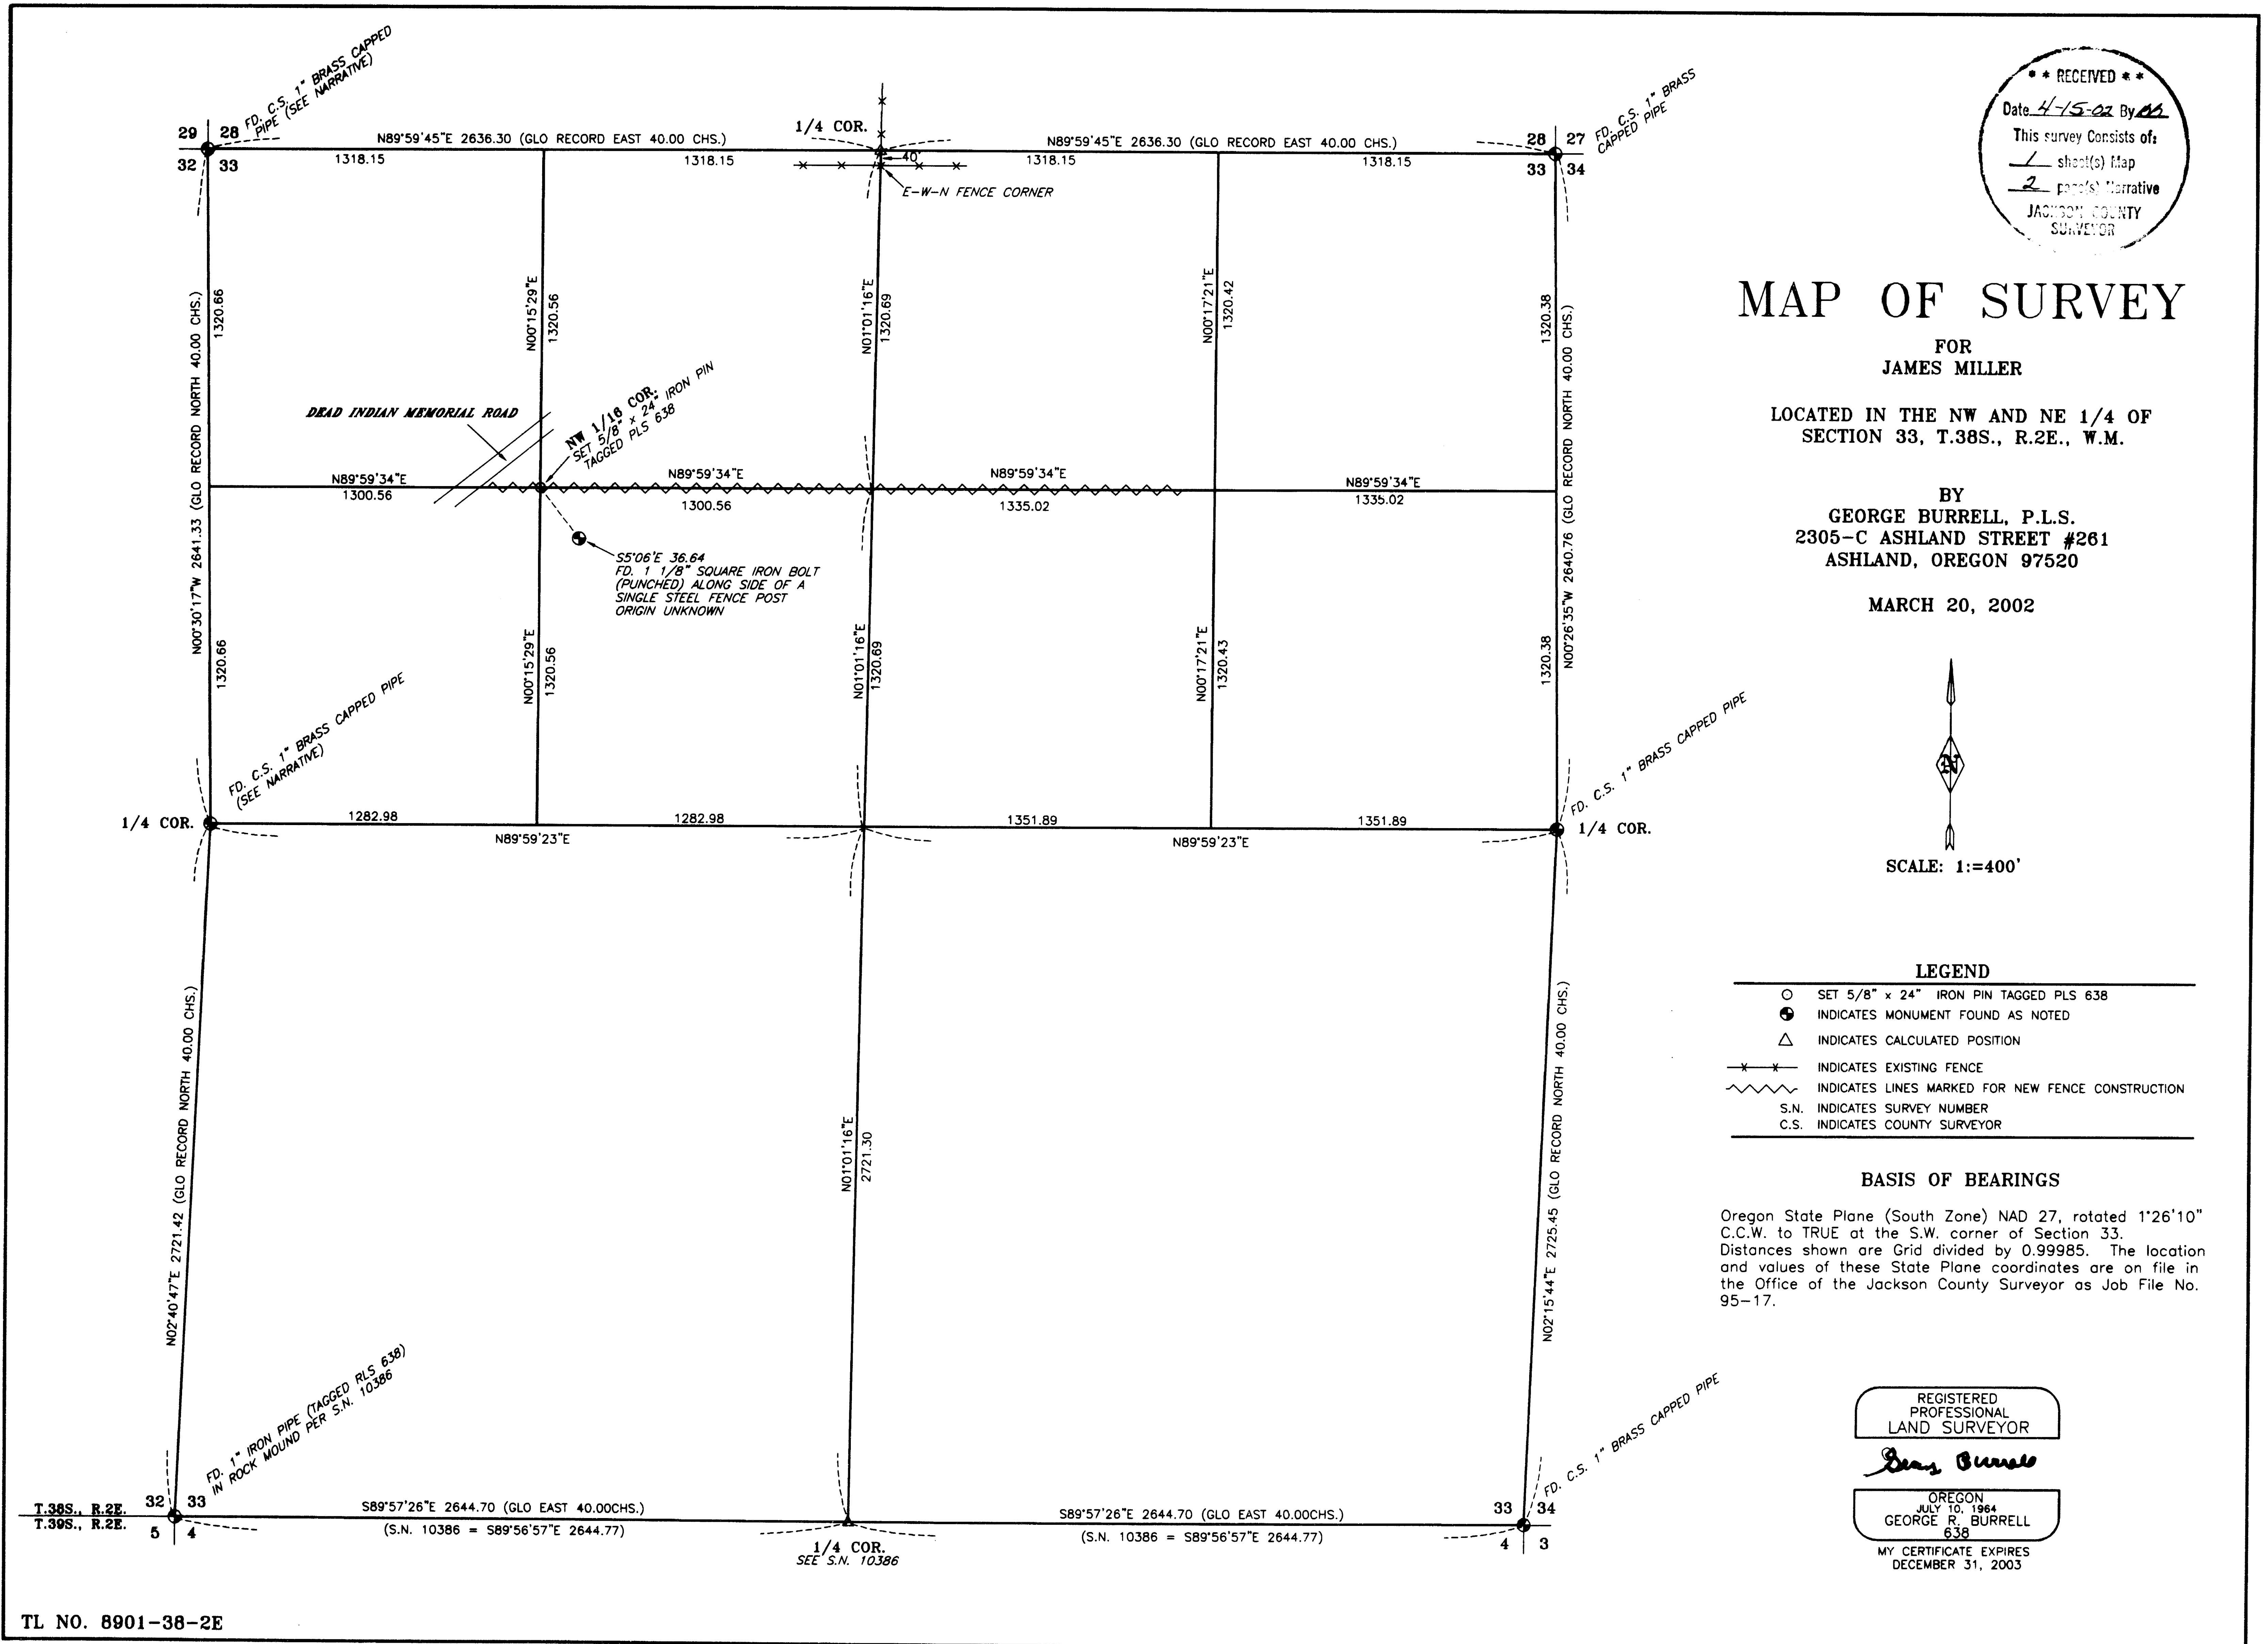 FD. C.S. 1" BRASS CAPPED
PIPE (SEE NARRATIVE)
29 28
32 33
N89°59'45"E 2636.30 (GLO RECORD EAST 40.00 CHS.)
1318.15
1318.15
1/4 COR.
40'
E-W-N FENCE CORNER
N89°59'45"E 2636.30 (GLO RECORD EAST 40.00 CHS.)
1318.15
1318.15
28 27
33 34
FD. C.S. 1" BRASS
CAPPED PIPE
N00°30'17"W 2641.33 (GLO RECORD NORTH 40.00 CHS.)
1320.66
1320.66
N00°15'29"E
1320.56
N01°01'16"E
1320.69
N00°17'21"E
1320.42
1320.38
N00°26'35"W 2640.76 (GLO RECORD NORTH 40.00 CHS.)
DEAD INDIAN MEMORIAL ROAD
NW 1/16 COR.
SET 5/8" x 24" IRON PIN
TAGGED PLS 638
N89°59'34"E
1300.56
N89°59'34"E
1300.56
N89°59'34"E
1335.02
N89°59'34"E
1335.02
S5°06'E 36.64
FD. 1 1/8" SQUARE IRON BOLT
(PUNCHED) ALONG SIDE OF A
SINGLE STEEL FENCE POST
ORIGIN UNKNOWN
N00°15'29"E
1320.56
N01°01'16"E
1320.69
N00°17'21"E
1320.43
1320.38
FD. C.S. 1" BRASS CAPPED PIPE
(SEE NARRATIVE)
1/4 COR.
1282.98
N89°59'23"E
1282.98
1351.89
N89°59'23"E
1351.89
1/4 COR.
FD. C.S. 1" BRASS CAPPED PIPE
N02°40'47"E 2721.42 (GLO RECORD NORTH 40.00 CHS.)
N01°01'16"E
2721.30
N02°15'44"E 2725.45 (GLO RECORD NORTH 40.00 CHS.)
FD. 1" IRON PIPE (TAGGED RLS 638)
IN ROCK MOUND PER S.N. 10386
T.38S., R.2E.
T.39S., R.2E.
32 33
5 4
S89°57'26"E 2644.70 (GLO EAST 40.00CHS.)
(S.N. 10386 = S89°56'57"E 2644.77)
1/4 COR.
SEE S.N. 10386
S89°57'26"E 2644.70 (GLO EAST 40.00CHS.)
(S.N. 10386 = S89°56'57"E 2644.77)
33 34
4 3
FD. C.S. 1" BRASS CAPPED PIPE
TL NO. 8901-38-2E
* * RECEIVED * *
Date 4-15-02 By
This survey Consists of:
1 sheet(s) Map
2 page(s) Narrative
JACKSON COUNTY
SURVEYOR
MAP OF SURVEY
FOR
JAMES MILLER
LOCATED IN THE NW AND NE 1/4 OF
SECTION 33, T.38S., R.2E., W.M.
BY
GEORGE BURRELL, P.L.S.
2305-C ASHLAND STREET #261
ASHLAND, OREGON 97520
MARCH 20, 2002
N
SCALE: 1:=400'
LEGEND
SET 5/8" x 24" IRON PIN TAGGED PLS 638
INDICATES MONUMENT FOUND AS NOTED
INDICATES CALCULATED POSITION
INDICATES EXISTING FENCE
INDICATES LINES MARKED FOR NEW FENCE CONSTRUCTION
S.N. INDICATES SURVEY NUMBER
C.S. INDICATES COUNTY SURVEYOR
BASIS OF BEARINGS
Oregon State Plane (South Zone) NAD 27, rotated 1°26'10"
C.C.W. to TRUE at the S.W. corner of Section 33.
Distances shown are Grid divided by 0.99985. The location
and values of these State Plane coordinates are on file in
the Office of the Jackson County Surveyor as Job File No.
95-17.
REGISTERED
PROFESSIONAL
LAND SURVEYOR
OREGON
JULY 10, 1964
GEORGE R. BURRELL
638
MY CERTIFICATE EXPIRES
DECEMBER 31, 2003